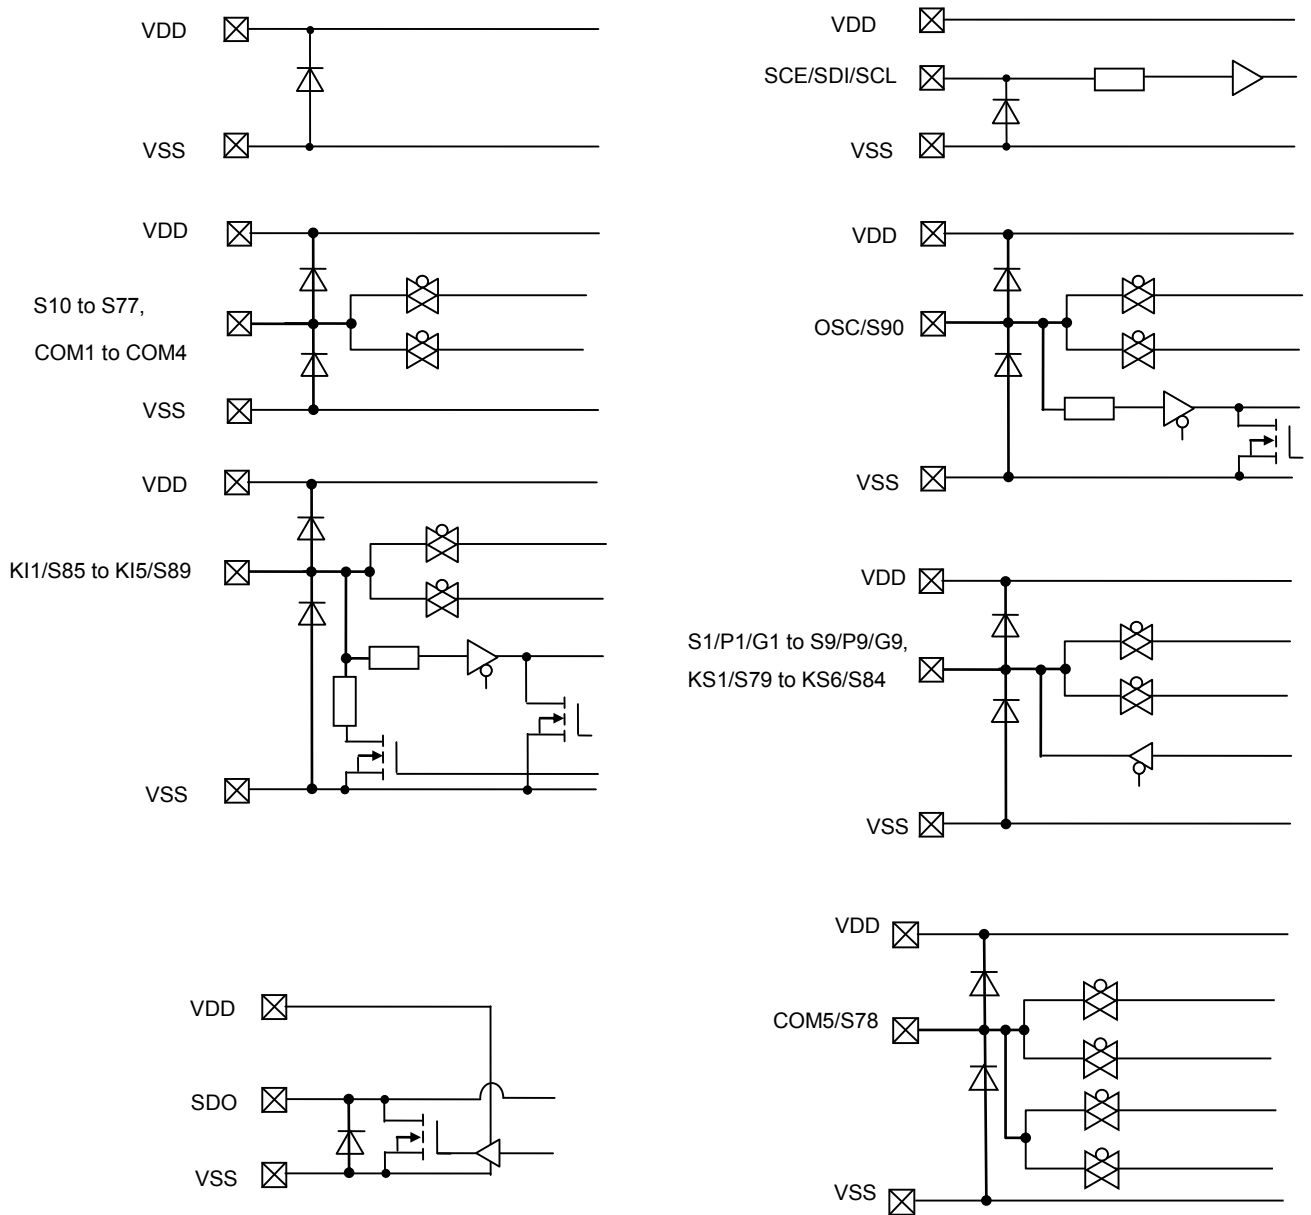 VDD
VSS
VDD
SCE/SDI/SCL
VSS
VDD
S10 to S77,
COM1 to COM4
VSS
VDD
OSC/S90
VSS
VDD
KI1/S85 to KI5/S89
VSS
VDD
S1/P1/G1 to S9/P9/G9,
KS1/S79 to KS6/S84
VSS
VDD
SDO
VSS
VDD
COM5/S78
VSS